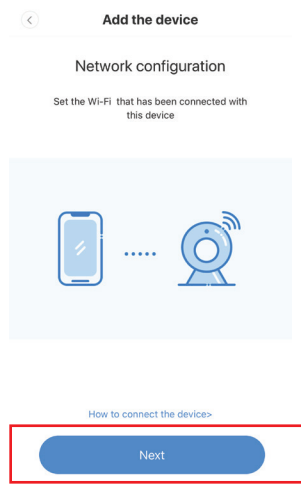 Add the device
Network configuration
Set the Wi-Fi that has been connected with
this device
How to connect the device>
Next